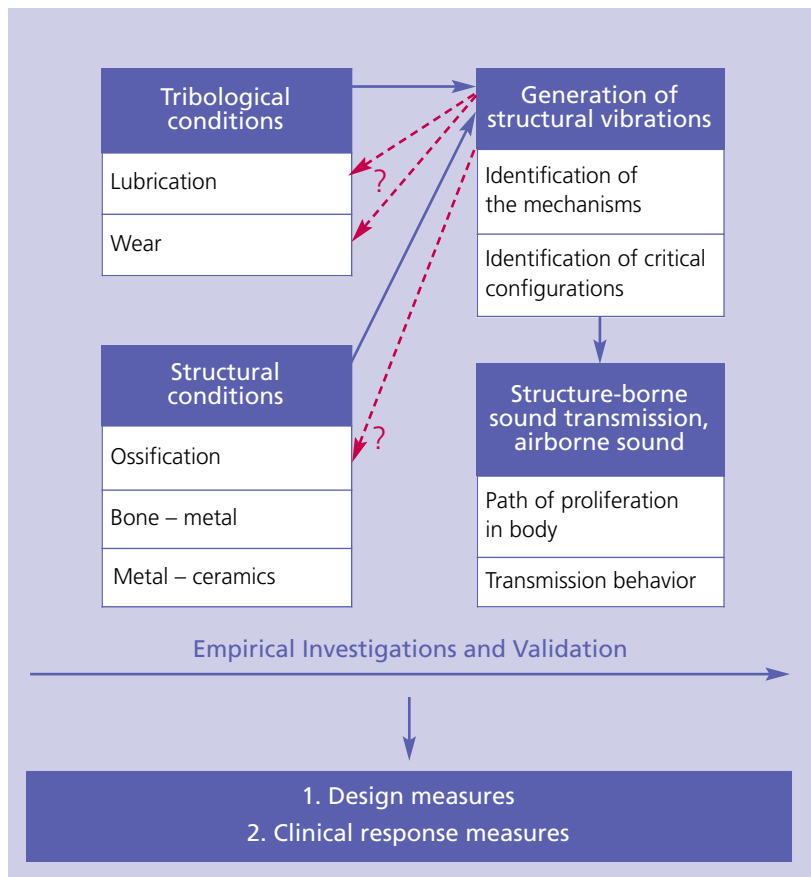 Tribological
conditions
Lubrication
Wear
Generation of
structural vibrations
Identification of
the mechanisms
Identification of critical
configurations
?
Structural
conditions
Ossification
Bone – metal
Metal – ceramics
?
Structure-borne
sound transmission,
airborne sound
Path of proliferation
in body
Transmission behavior
Empirical Investigations and Validation
1. Design measures
2. Clinical response measures